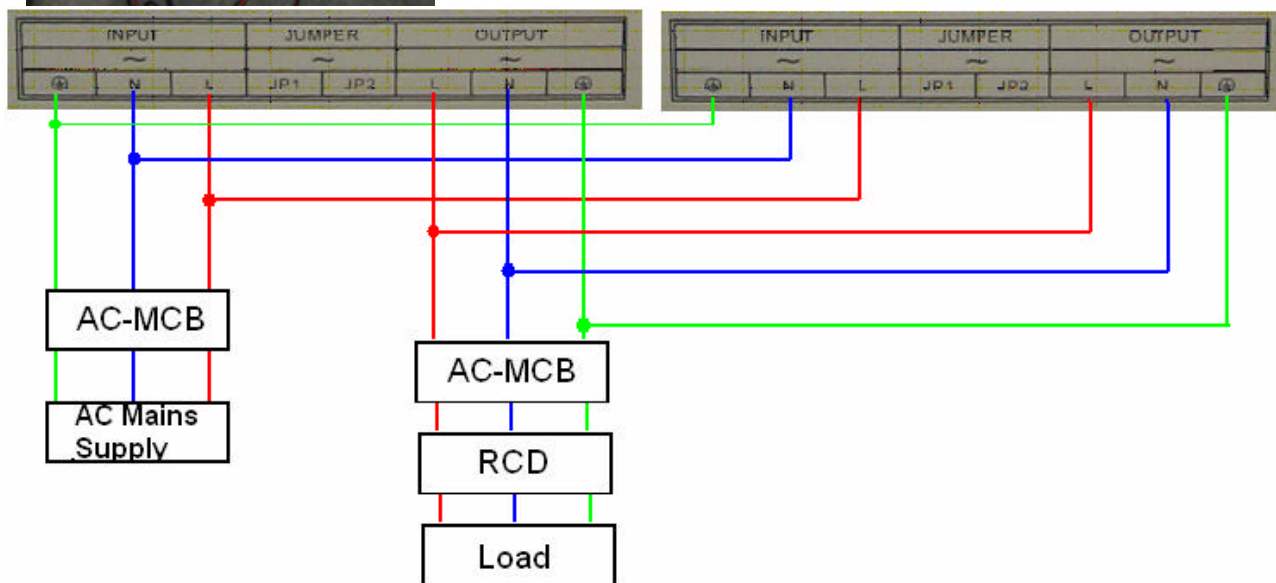 INPUT JUMPER OUTPUT INPUT JUMPER OUTPUT
~ ~ ~ ~ ~ ~
N L JP1 JP2 L N N L JP1 JP2 L N
AC-MCB
AC Mains
Supply
AC-MCB
RCD
Load